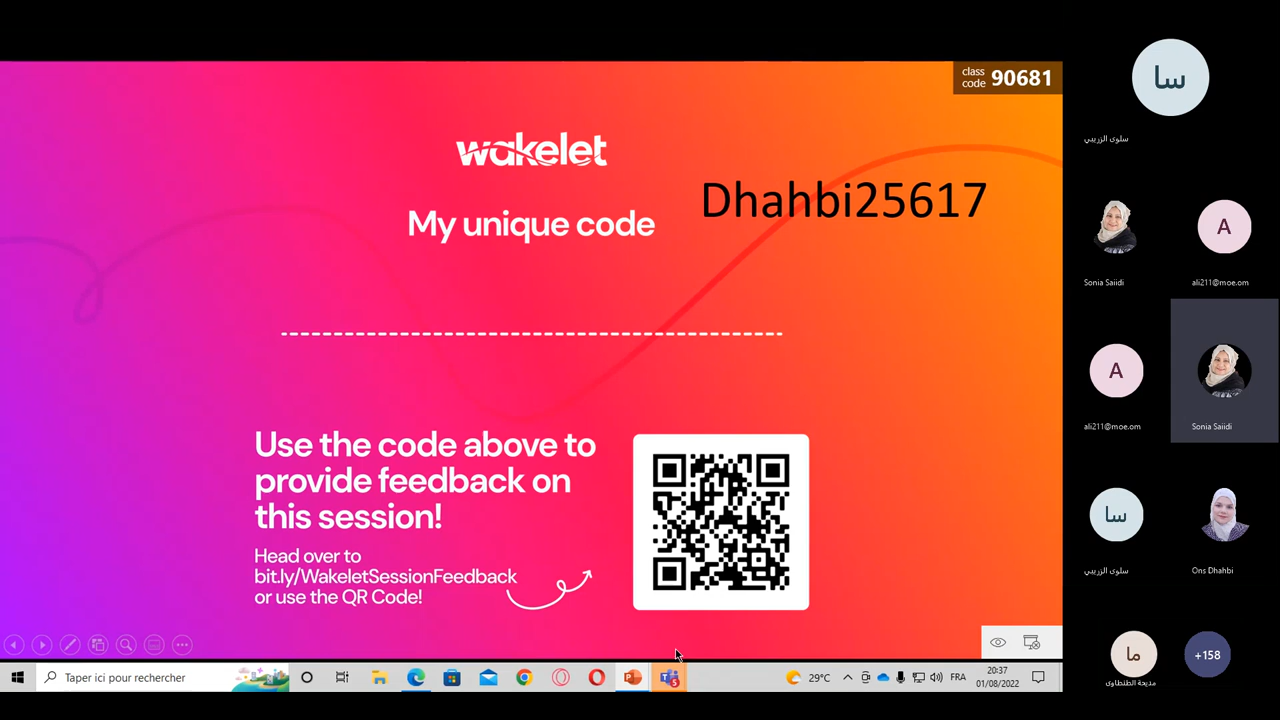 class
code 90681
wakelet
My unique code
Dhahbi25617
Use the code above to
provide feedback on
this session!
Head over to
bit.ly/WakeletSessionFeedback
or use the QR Code!
Taper ici pour rechercher
5
29°C
FRA
20:37
01/08/2022
سا
سلوى الزريبي
Sonia Saiidi
A
ali211@moe.om
A
ali211@moe.om
Sonia Saiidi
سا
سلوى الزريبي
Ons Dhahbi
ما
مديحة الطنطاوى
+158